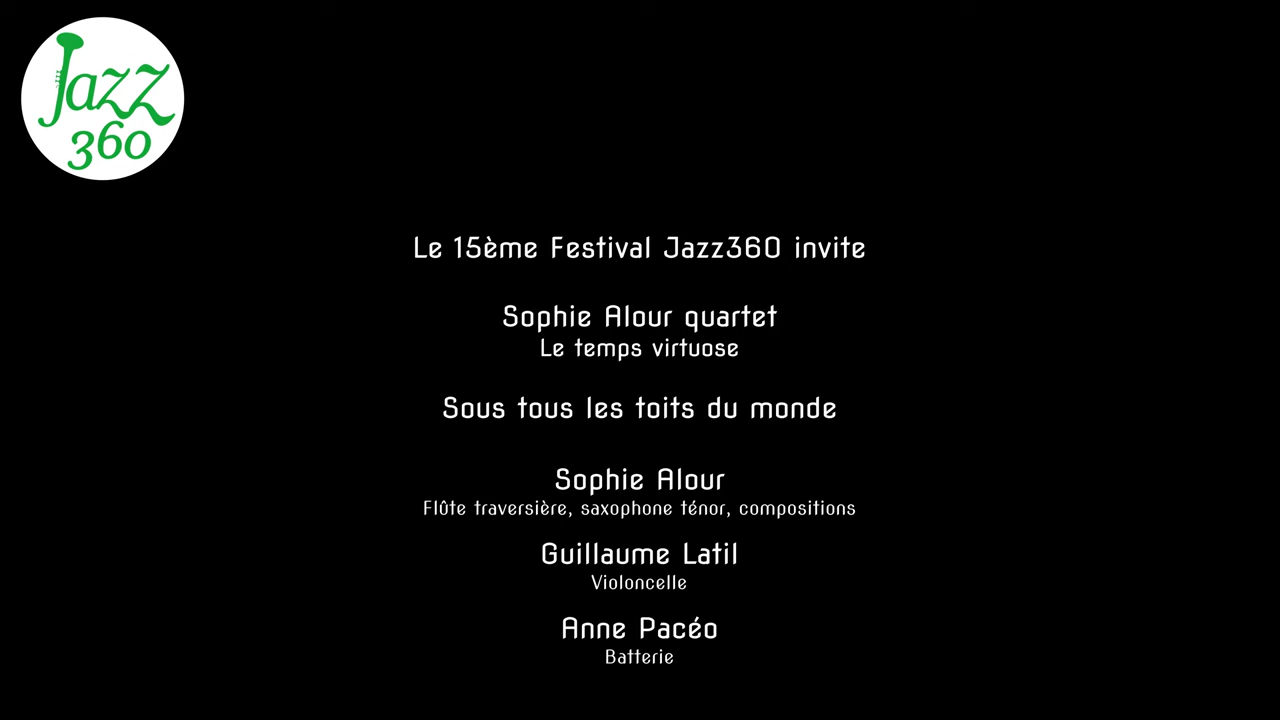 Jazz
360
Le 15ème Festival Jazz360 invite
Sophie Alour quartet
Le temps virtuose
Sous tous les toits du monde
Sophie Alour
Flûte traversière, saxophone ténor, compositions
Guillaume Latil
Violoncelle
Anne Pacéo
Batterie